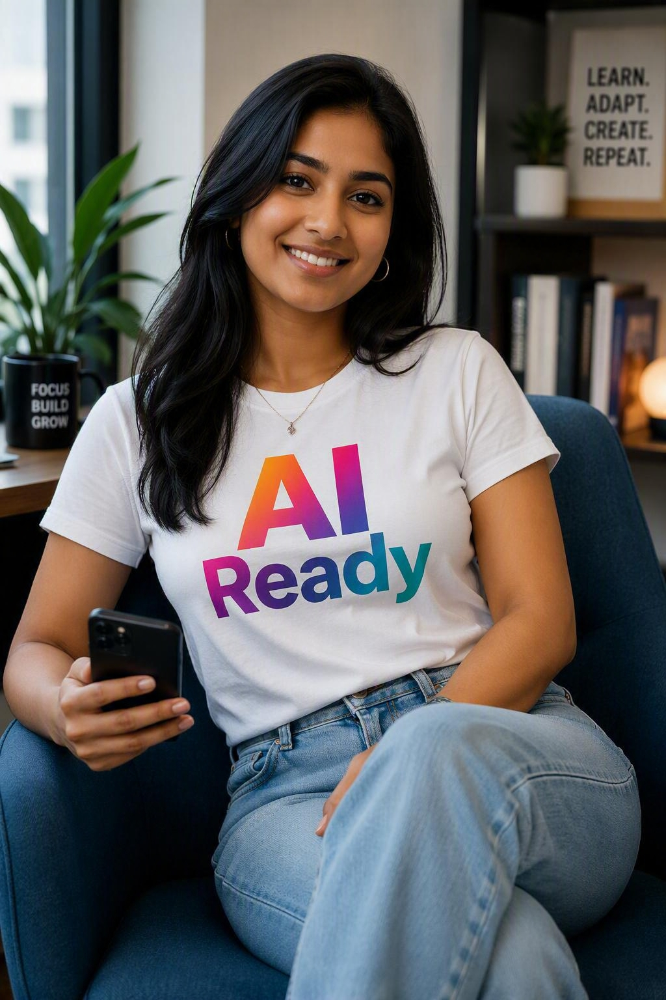 LEARN.
ADAPT.
CREATE.
REPEAT.
FOCUS
BUILD
GROW
AI
Ready